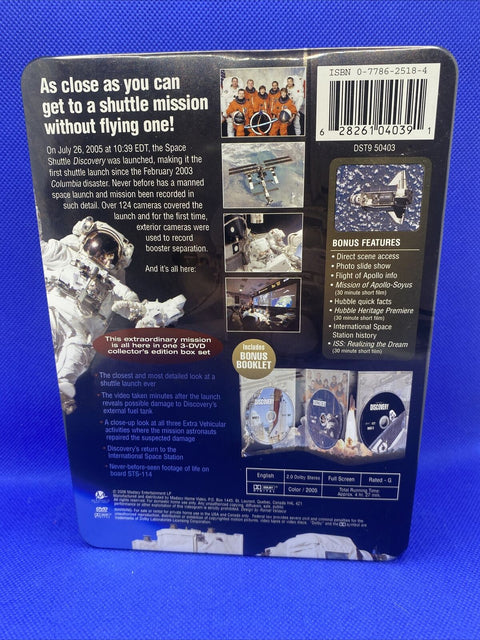 As close as you can
get to a shuttle mission
without flying one!
On July 26, 2005 at 10:39 EDT, the Space
Shuttle Discovery was launched, making it the
first shuttle launch since the February 2003
Columbia disaster. Never before has a manned
space launch and mission been recorded in
such detail. Over 124 cameras covered the
launch and for the first time,
exterior cameras were
used to record
booster separation.
And it's all here:
This extraordinary mission
is all here in one 3-DVD
collector's edition box set
- The closest and most detailed look at a
shuttle launch ever
- The video taken minutes after the launch
reveals possible damage to Discovery's
external fuel tank
- A close-up look at all three Extra Vehicular
activities where the mission astronauts
repaired the suspected damage
- Discovery's return to the
International Space Station
- Never-before-seen footage of life on
board STS-114
ISBN 0-7786-2518-4
6 28261 04039 1
DST9 50403
BONUS FEATURES
• Direct scene access
• Photo slide show
• Flight of Apollo info
• Mission of Apollo-Soyus
(30 minute short film)
• Hubble quick facts
• Hubble Heritage Premiere
(30 minute short film)
• International Space
Station history
• ISS: Realizing the Dream
(30 minute short film)
includes
BONUS
BOOKLET
DISCOVERY
DISCOVERY
English
2.0 Dolby Stereo
Full Screen
Rated - G
Color / 2005
Total Running Time:
Approx. 4 hr. 27 min.
DVD